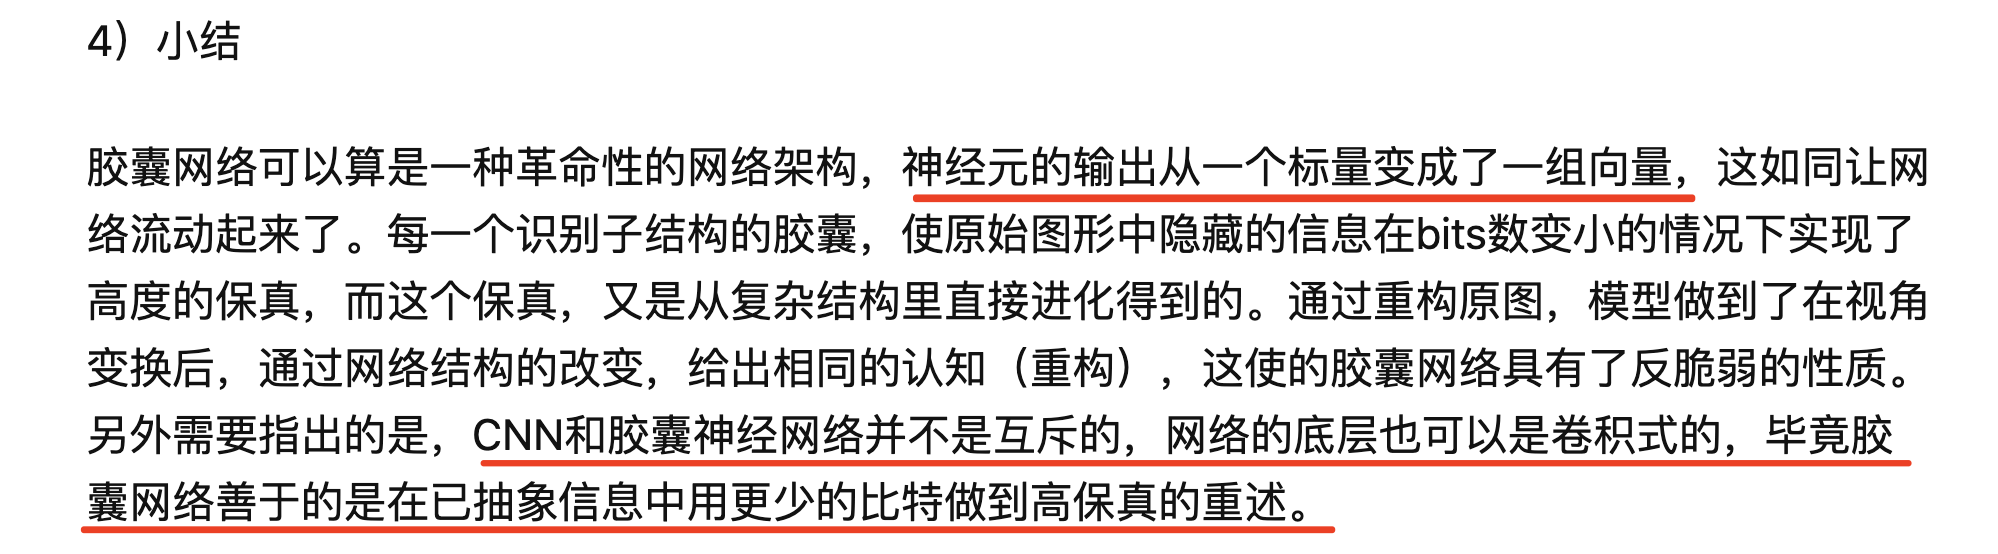 4）小结
胶囊网络可以算是一种革命性的网络架构，神经元的输出从一个标量变成了一组向量，这如同让网
络流动起来了。每一个识别子结构的胶囊，使原始图形中隐藏的信息在bits数变小的情况下实现了
高度的保真，而这个保真，又是从复杂结构里直接进化得到的。通过重构原图，模型做到了在视角
变换后，通过网络结构的改变，给出相同的认知（重构），这使的胶囊网络具有了反脆弱的性质。
另外需要指出的是，CNN和胶囊神经网络并不是互斥的，网络的底层也可以是卷积式的，毕竟胶
囊网络善于的是在已抽象信息中用更少的比特做到高保真的重述。